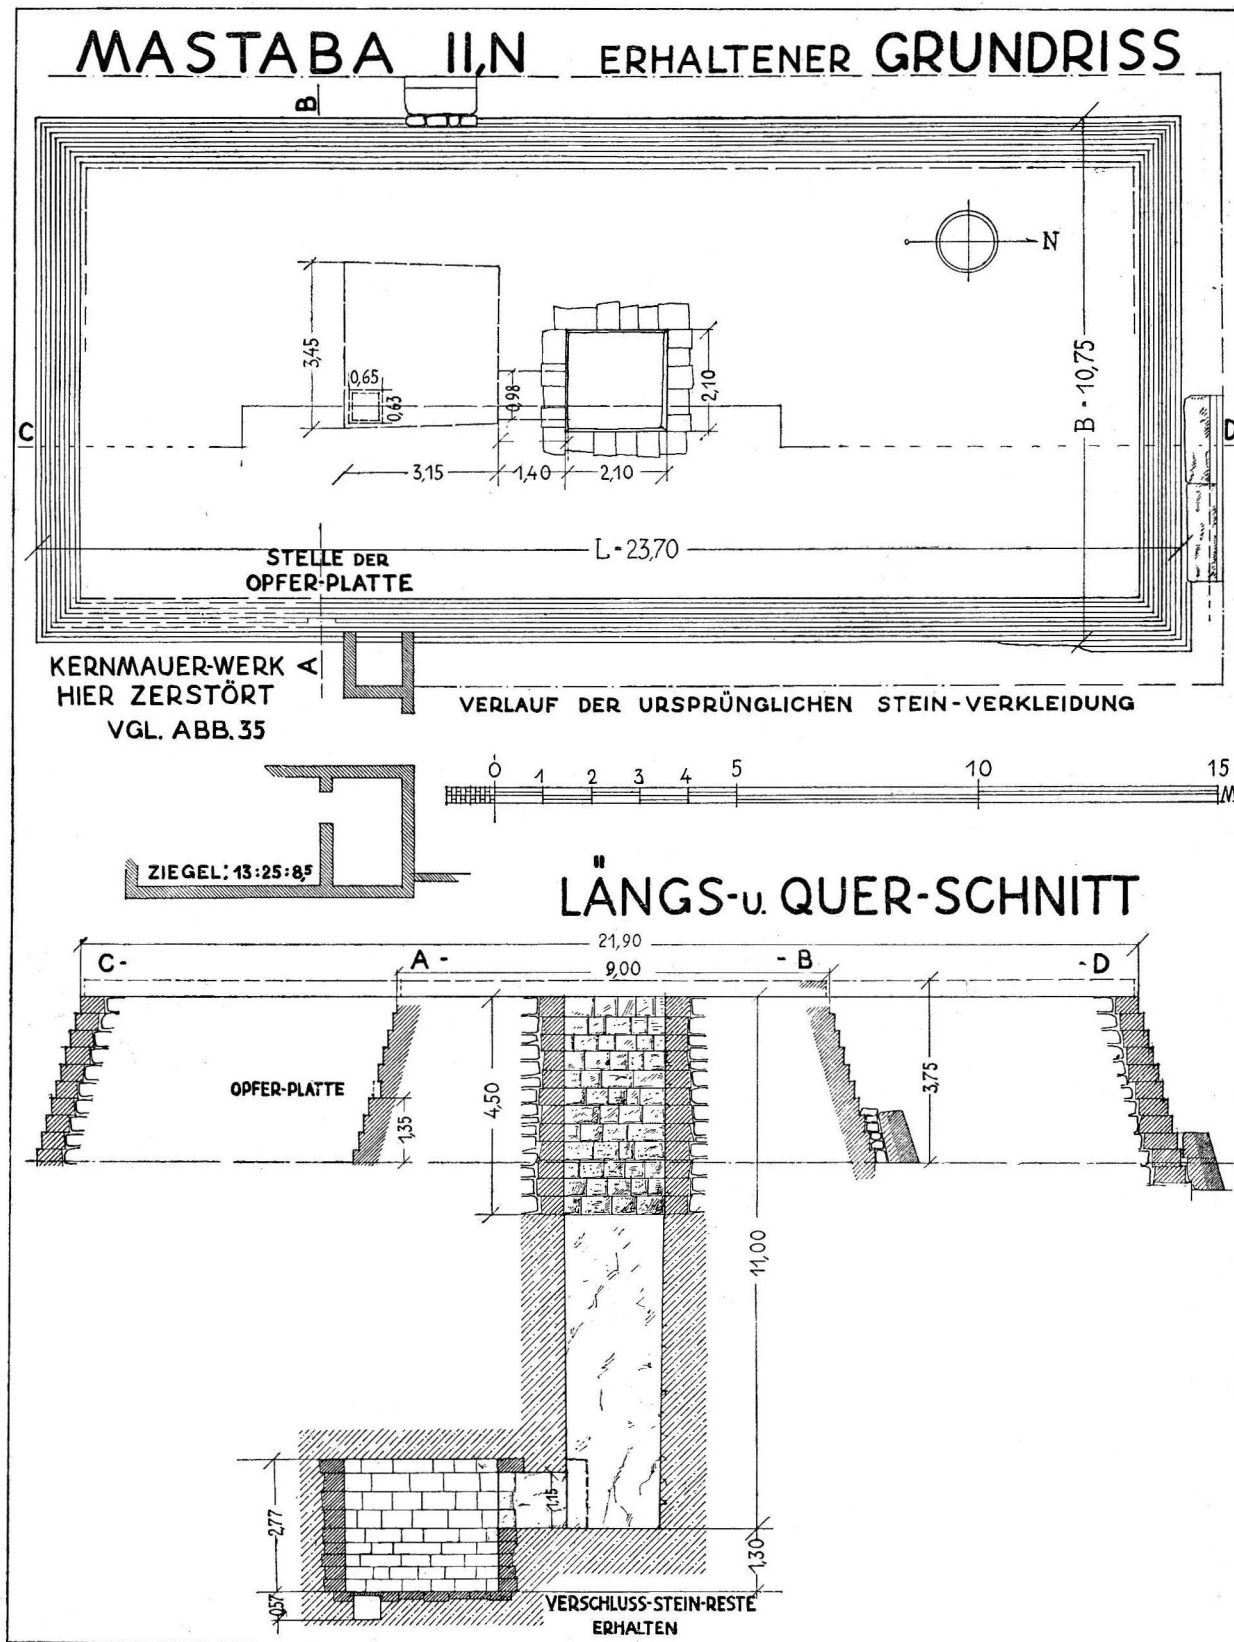 MASTABA II,N ERHALTENER GRUNDRISS
B
N
3,45
0,65
0,63
0,98
2,10
B - 10,75
C
D
3,15
1,40
2,10
L - 23,70
STELLE DER
OPFER-PLATTE
KERNMAUER-WERK
HIER ZERSTÖRT
VGL. ABB. 35
A
VERLAUF DER URSPRÜNGLICHEN STEIN-VERKLEIDUNG
0 1 2 3 4 5 10 15
M
ZIEGEL: 13:25:8,5
LÄNGS- u. QUER-SCHNITT
21,90
C - A - - B - D
9,00
OPFER-PLATTE
1,35
4,50
3,75
11,00
1,15
2,77
1,30
0,57
VERSCHLUSS-STEIN-RESTE
ERHALTEN